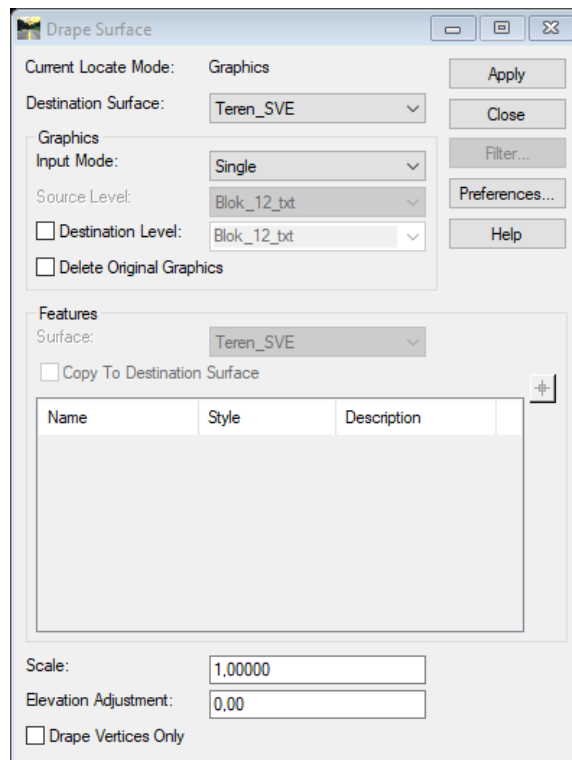 Drape Surface
Current Locate Mode: Graphics
Apply
Destination Surface: Teren_SVE
Close
Graphics
Input Mode: Single
Filter...
Source Level: Blok_12_txt
Preferences...
Destination Level: Blok_12_txt
Help
Delete Original Graphics
Features
Surface: Teren_SVE
Copy To Destination Surface
Name Style Description
Scale: 1,00000
Elevation Adjustment: 0,00
Drape Vertices Only